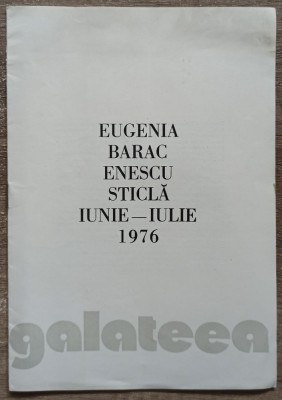 EUGENIA
BARAC
ENESCU
STICLĂ
IUNIE—IULIE
1976
galateea